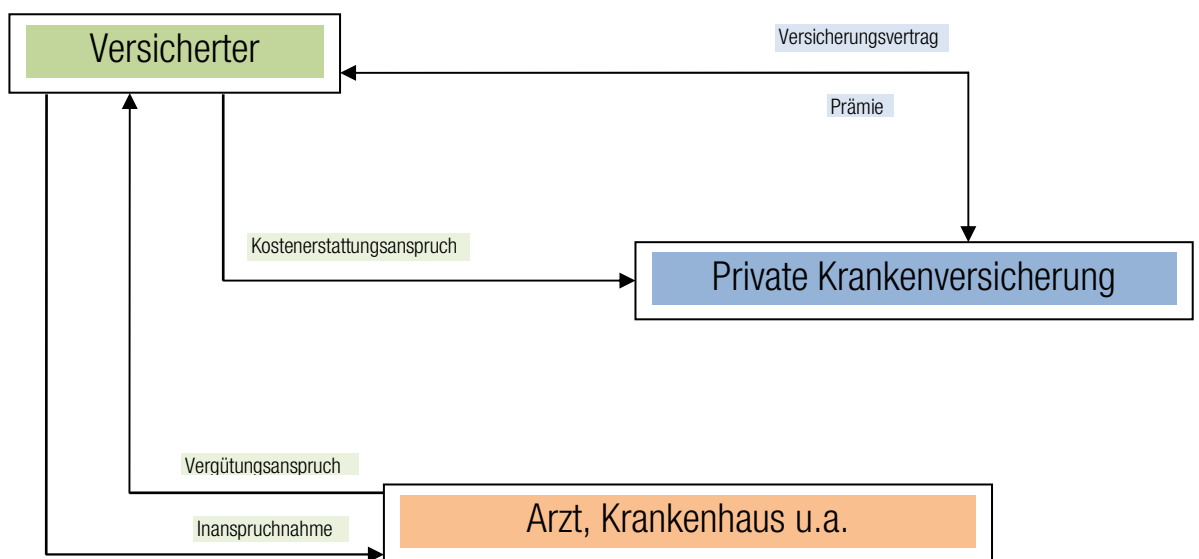 Versicherter
Versicherungsvertrag
Prämie
Kostenerstattungsanspruch
Private Krankenversicherung
Vergütungsanspruch
Arzt, Krankenhaus u.a.
Inanspruchnahme